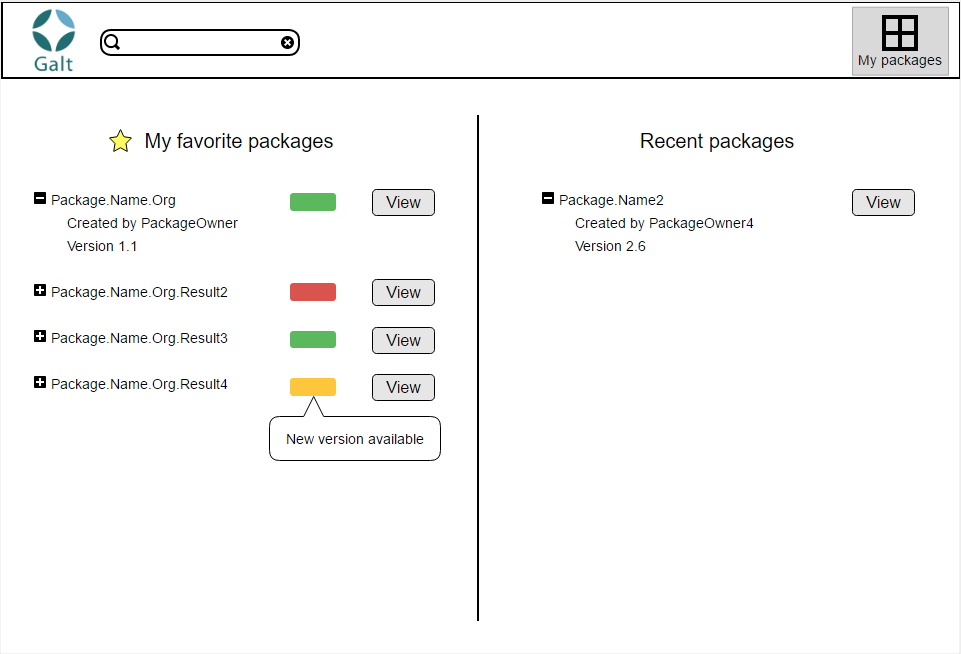 Galt
My packages
My favorite packages
Package.Name.Org
View
Created by PackageOwner
Version 1.1
Package.Name.Org.Result2
View
Package.Name.Org.Result3
View
Package.Name.Org.Result4
View
New version available
Recent packages
Package.Name2
View
Created by PackageOwner4
Version 2.6